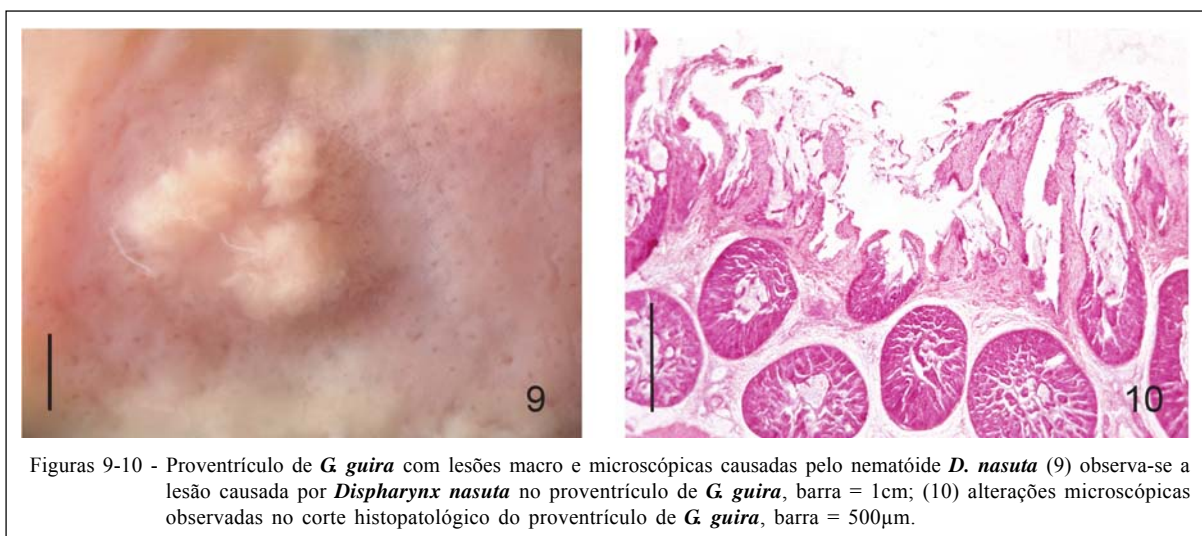 9
10
Figuras 9-10 - Proventrículo de G. guira com lesões macro e microscópicas causadas pelo nematóide D. nasuta (9) observa-se a
lesão causada por Dispharynx nasuta no proventrículo de G. guira, barra = 1cm; (10) alterações microscópicas
observadas no corte histopatológico do proventrículo de G. guira, barra = 500µm.